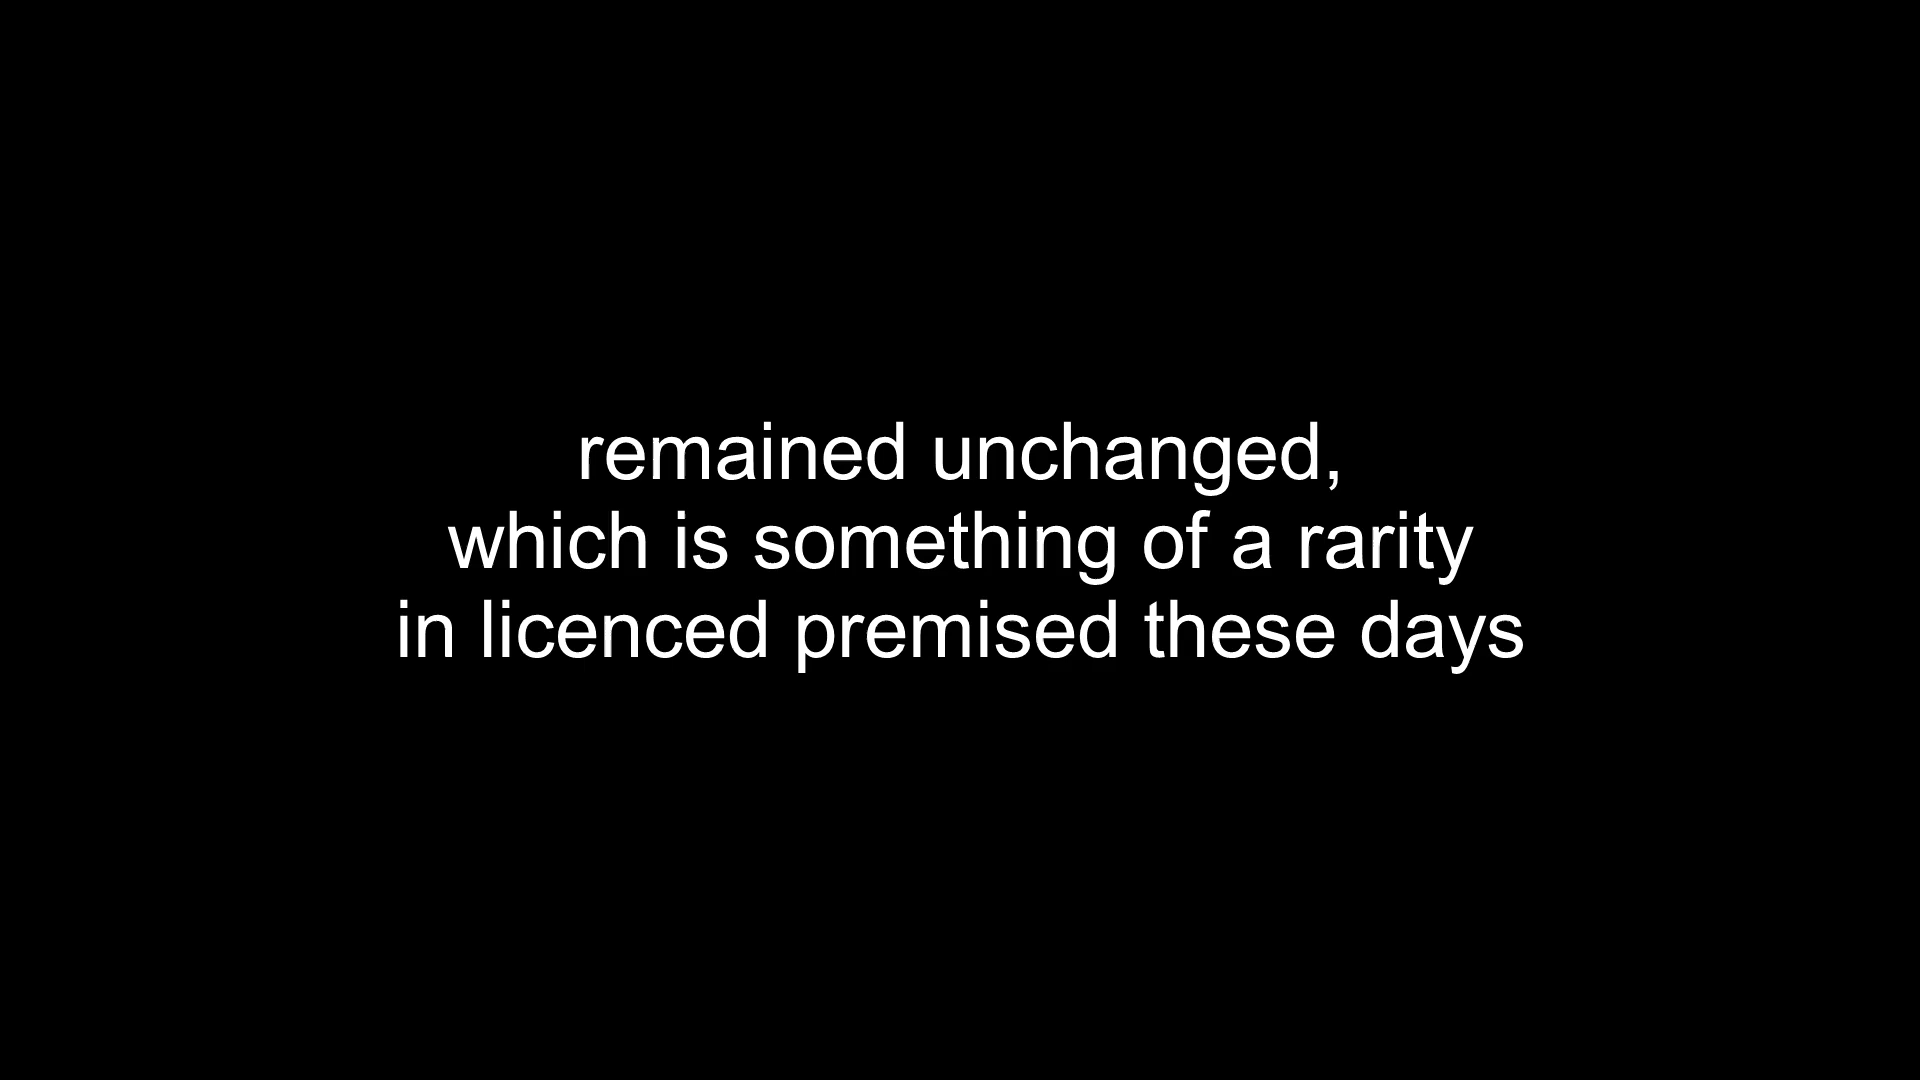 remained unchanged,
which is something of a rarity
in licenced premised these days